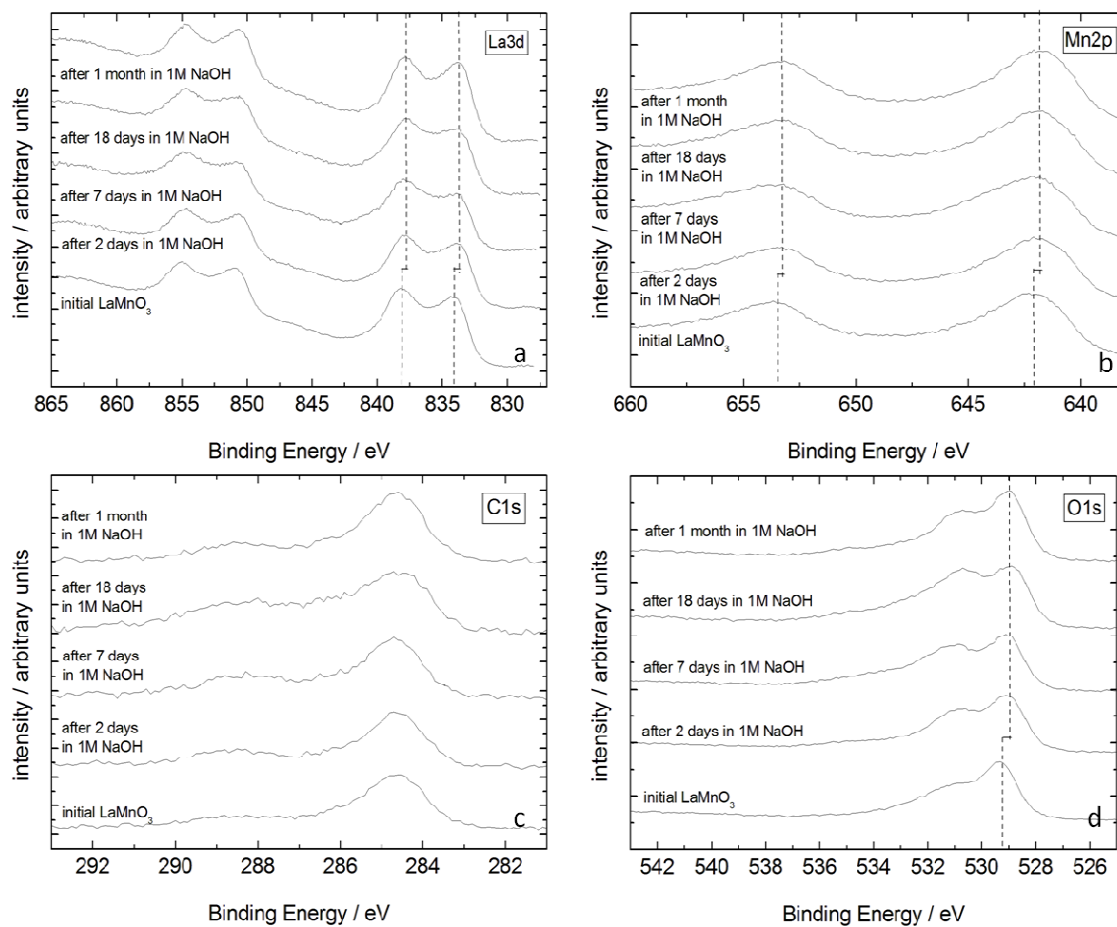 La3d
after 1 month in 1M NaOH
after 18 days in 1M NaOH
after 7 days in 1M NaOH
after 2 days in 1M NaOH
initial LaMnO₃
a
intensity / arbitrary units
865 860 855 850 845 840 835 830
Binding Energy / eV
Mn2p
after 1 month
in 1M NaOH
after 18 days
in 1M NaOH
after 7 days
in 1M NaOH
after 2 days
in 1M NaOH
initial LaMnO₃
b
intensity / arbitrary units
660 655 650 645 640
Binding Energy / eV
C1s
after 1 month
in 1M NaOH
after 18 days
in 1M NaOH
after 7 days
in 1M NaOH
after 2 days
in 1M NaOH
initial LaMnO₃
c
intensity / arbitrary units
292 290 288 286 284 282
Binding Energy / eV
O1s
after 1 month in 1M NaOH
after 18 days in 1M NaOH
after 7 days in 1M NaOH
after 2 days in 1M NaOH
initial LaMnO₃
d
intensity / arbitrary units
542 540 538 536 534 532 530 528 526
Binding Energy / eV